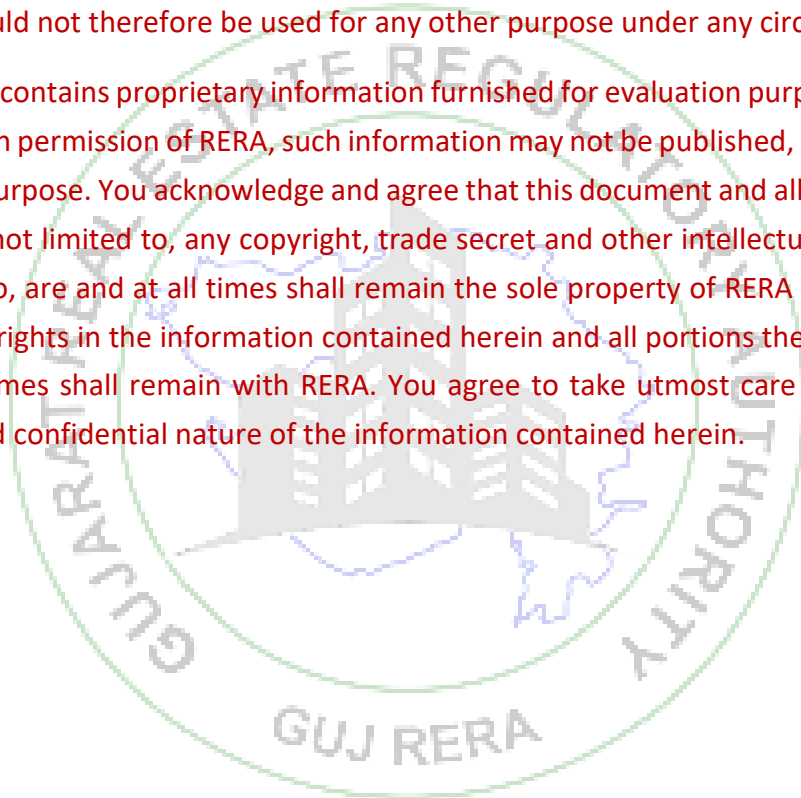 uld not therefore be used for any other purpose under any circ
contains proprietary information furnished for evaluation purp
n permission of RERA, such information may not be published,
urpose. You acknowledge and agree that this document and all
not limited to, any copyright, trade secret and other intellectu
o, are and at all times shall remain the sole property of RERA
rights in the information contained herein and all portions the
mes shall remain with RERA. You agree to take utmost care
d confidential nature of the information contained herein.
GUJARAT REAL ESTATE REGULATORY AUTHORITY
GUJ RERA